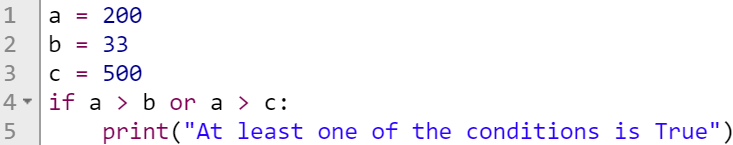 1 a = 200
2 b = 33
3 c = 500
4 if a > b or a > c:
5     print("At least one of the conditions is True")